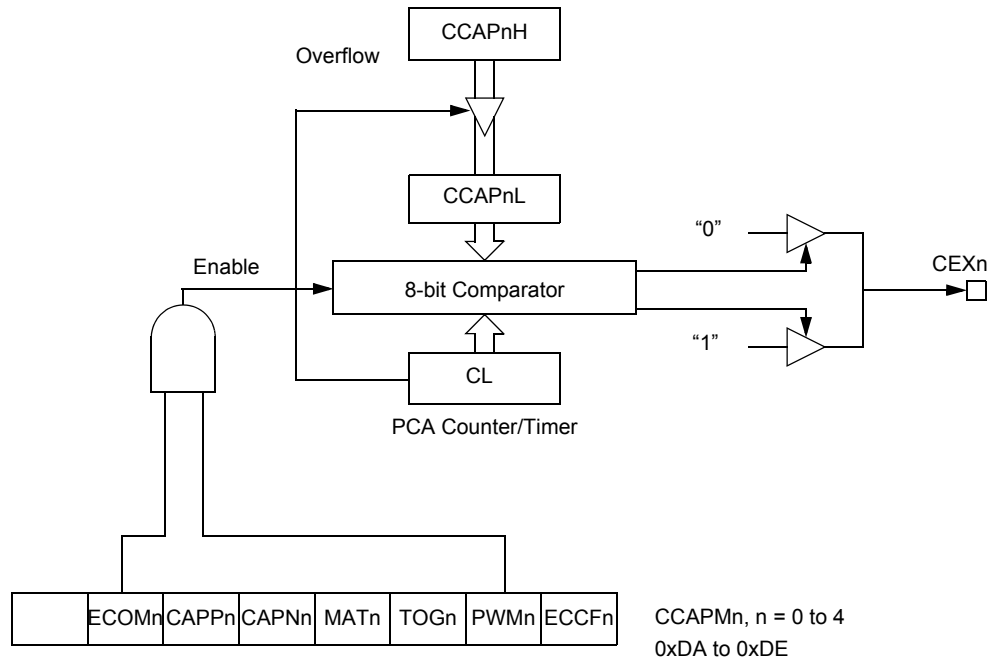 CCAPnH
Overflow
CCAPnL
“0”
Enable
8-bit Comparator
CEXn
“1”
CL
PCA Counter/Timer
ECOMn CAPPn CAPNn MATn TOGn PWMn ECCFn
CCAPMn, n = 0 to 4
0xDA to 0xDE